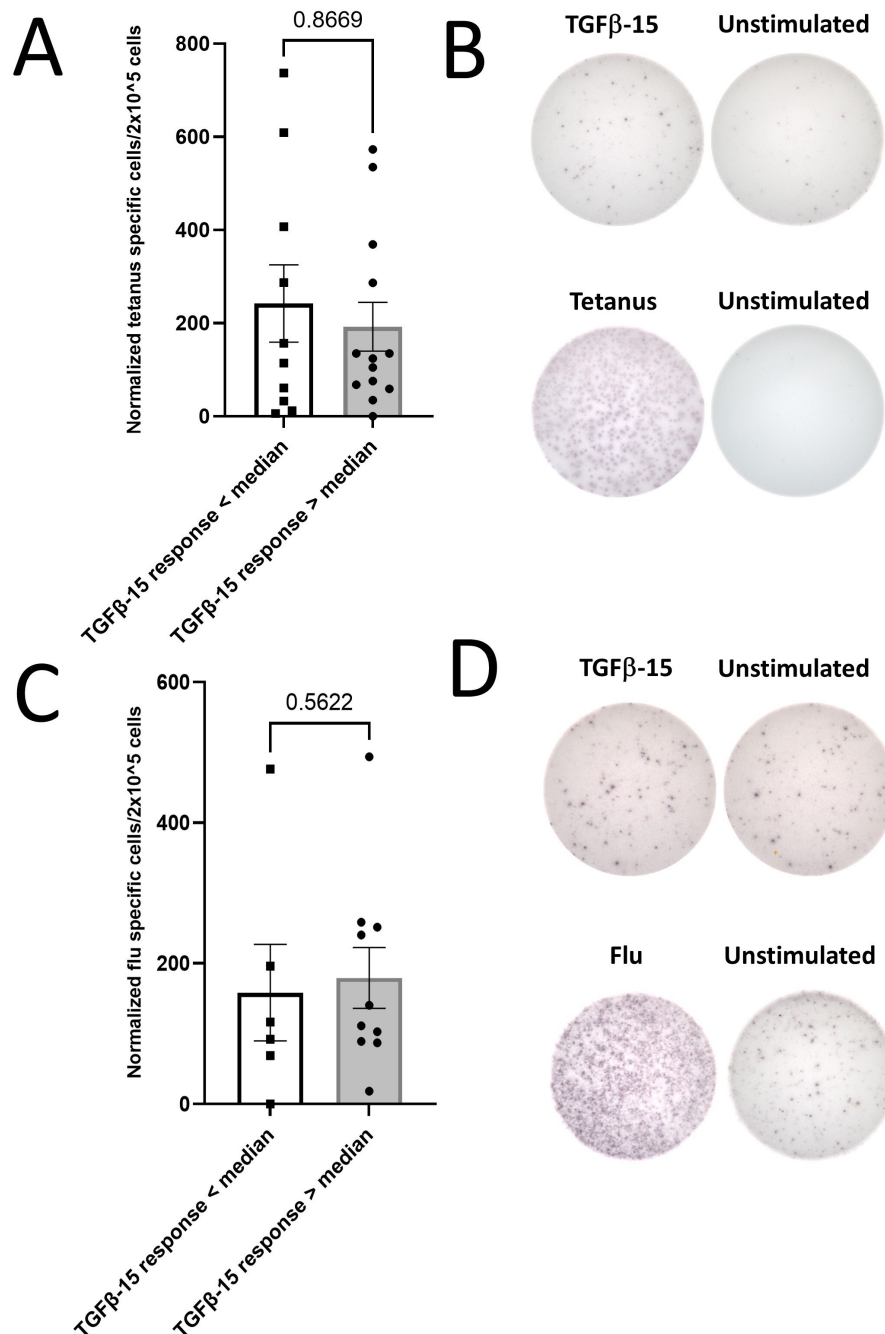 A
0.8669
Normalized tetanus specific cells/2x10^5 cells
800
600
400
200
0
TGFβ-15 response < median
TGFβ-15 response > median
B
TGFβ-15
Unstimulated
Tetanus
Unstimulated
C
0.5622
Normalized flu specific cells/2x10^5 cells
600
400
200
0
TGFβ-15 response < median
TGFβ-15 response > median
D
TGFβ-15
Unstimulated
Flu
Unstimulated